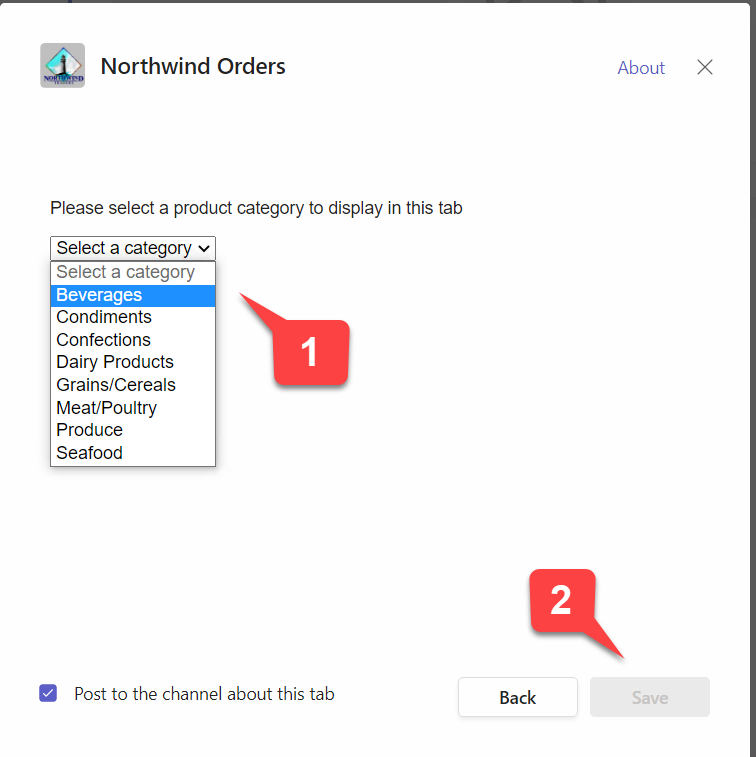 NORTHWIND
Northwind Orders
About
Please select a product category to display in this tab
Select a category
Select a category
Beverages
Condiments
Confections
Dairy Products
Grains/Cereals
Meat/Poultry
Produce
Seafood
1
2
Post to the channel about this tab
Back
Save